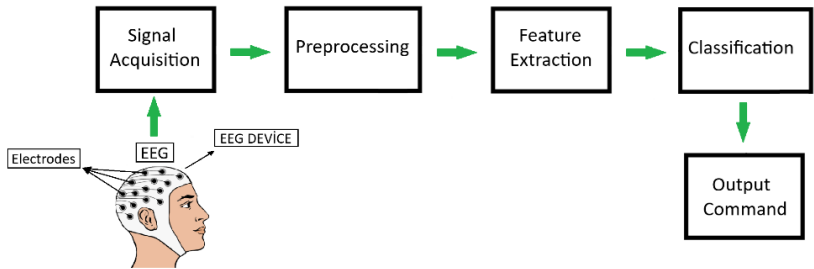 Signal
Acquisition
Preprocessing
Feature
Extraction
Classification
Electrodes
EEG
EEG DEVİCE
Output
Command